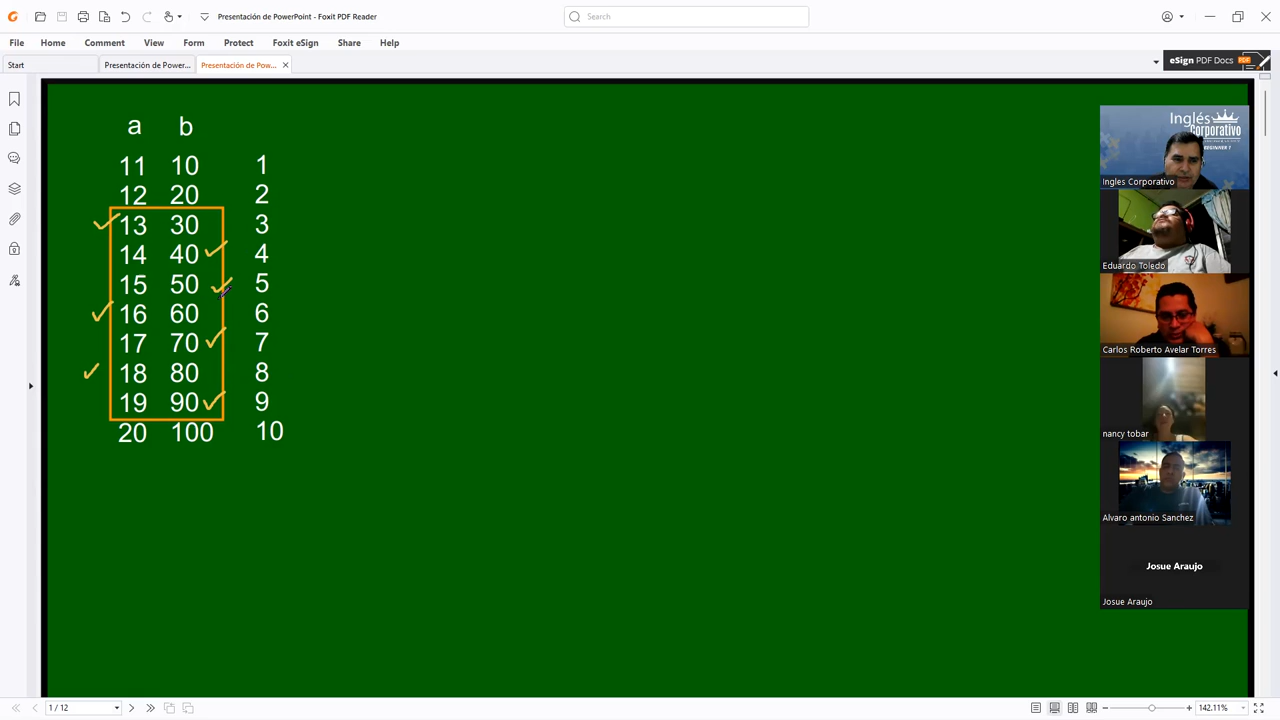 Presentación de PowerPoint - Foxit PDF Reader
Search
File Home Comment View Form Protect Foxit eSign Share Help
Start
Presentación de Power...
Presentación de Pow...
eSign PDF Docs
a b
11 10 1
12 20 2
13 30 3
14 40 4
15 50 5
16 60 6
17 70 7
18 80 8
19 90 9
20 100 10
Inglés
Corporativo
BEGINNER 1
Ingles Corporativo
Eduardo Toledo
Carlos Roberto Avelar Torres
nancy tobar
Alvaro antonio Sanchez
Josue Araujo
Josue Araujo
1 / 12
142.11%